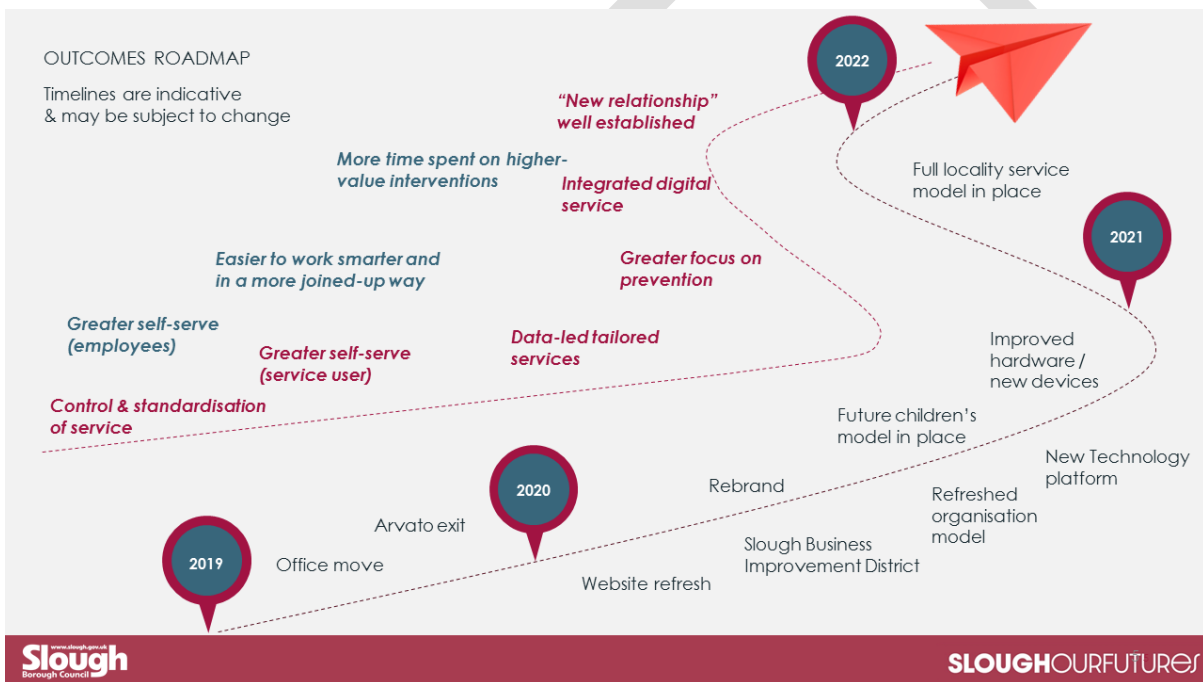 OUTCOMES ROADMAP
Timelines are indicative
& may be subject to change
2022
"New relationship"
well established
More time spent on higher-
value interventions
Integrated digital
service
Full locality service
model in place
2021
Easier to work smarter and
in a more joined-up way
Greater focus on
prevention
Greater self-serve
(employees)
Greater self-serve
(service user)
Data-led tailored
services
Improved
hardware /
new devices
Control & standardisation
of service
Future children's
model in place
New Technology
platform
2020
Rebrand
Refreshed
organisation
model
Arvato exit
2019
Office move
Slough Business
Improvement District
Website refresh
www.slough.gov.uk
Slough
Borough Council
SLOUGHOURFUTURES